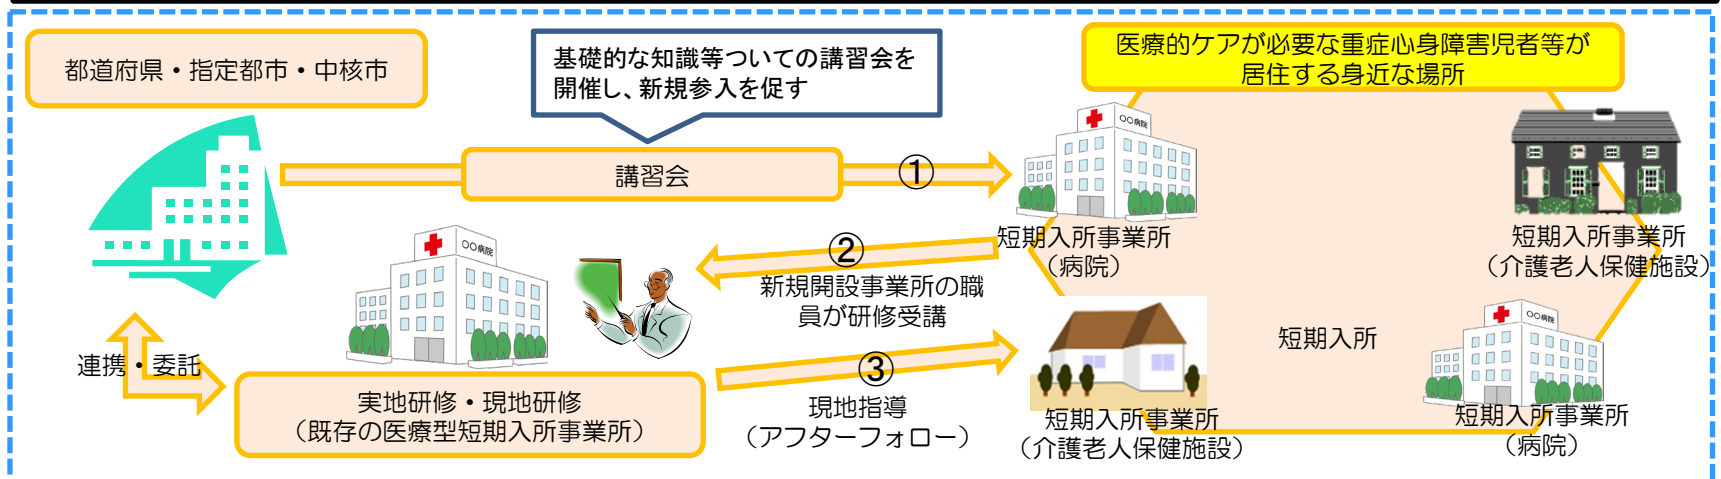 都道府県・指定都市・中核市
基礎的な知識等ついての講習会を
開催し、新規参入を促す
医療的ケアが必要な重症心身障害児者等が
居住する身近な場所
講習会
①
〇〇病院
短期入所事業所
（病院）
短期入所事業所
（介護老人保健施設）
②
新規開設事業所の職
員が研修受講
〇〇病院
連携・委託
実地研修・現地研修
（既存の医療型短期入所事業所）
③
現地指導
（アフターフォロー）
短期入所事業所
（介護老人保健施設）
短期入所
〇〇病院
短期入所事業所
（病院）